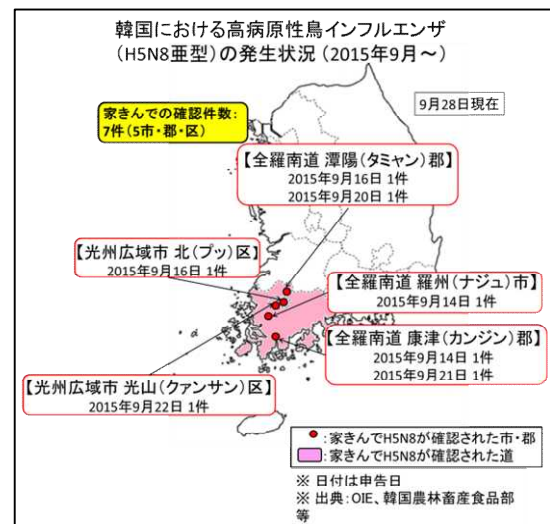 韓国における高病原性鳥インフルエンザ
(H5N8亜型)の発生状況(2015年9月~)
9月28日現在
家きんでの確認件数:
7件(5市・郡・区)
【全羅南道 潭陽(タミャン)郡】
2015年9月16日 1件
2015年9月20日 1件
【光州広域市 北(プッ)区】
2015年9月16日 1件
【全羅南道 羅州(ナジュ)市】
2015年9月14日 1件
【全羅南道 康津(カンジン)郡】
2015年9月14日 1件
2015年9月21日 1件
【光州広域市 光山(クァンサン)区】
2015年9月22日 1件
:家きんでH5N8が確認された市・郡
:家きんでH5N8が確認された道
※ 日付は申告日
※ 出典:OIE、韓国農林畜産食品部
等